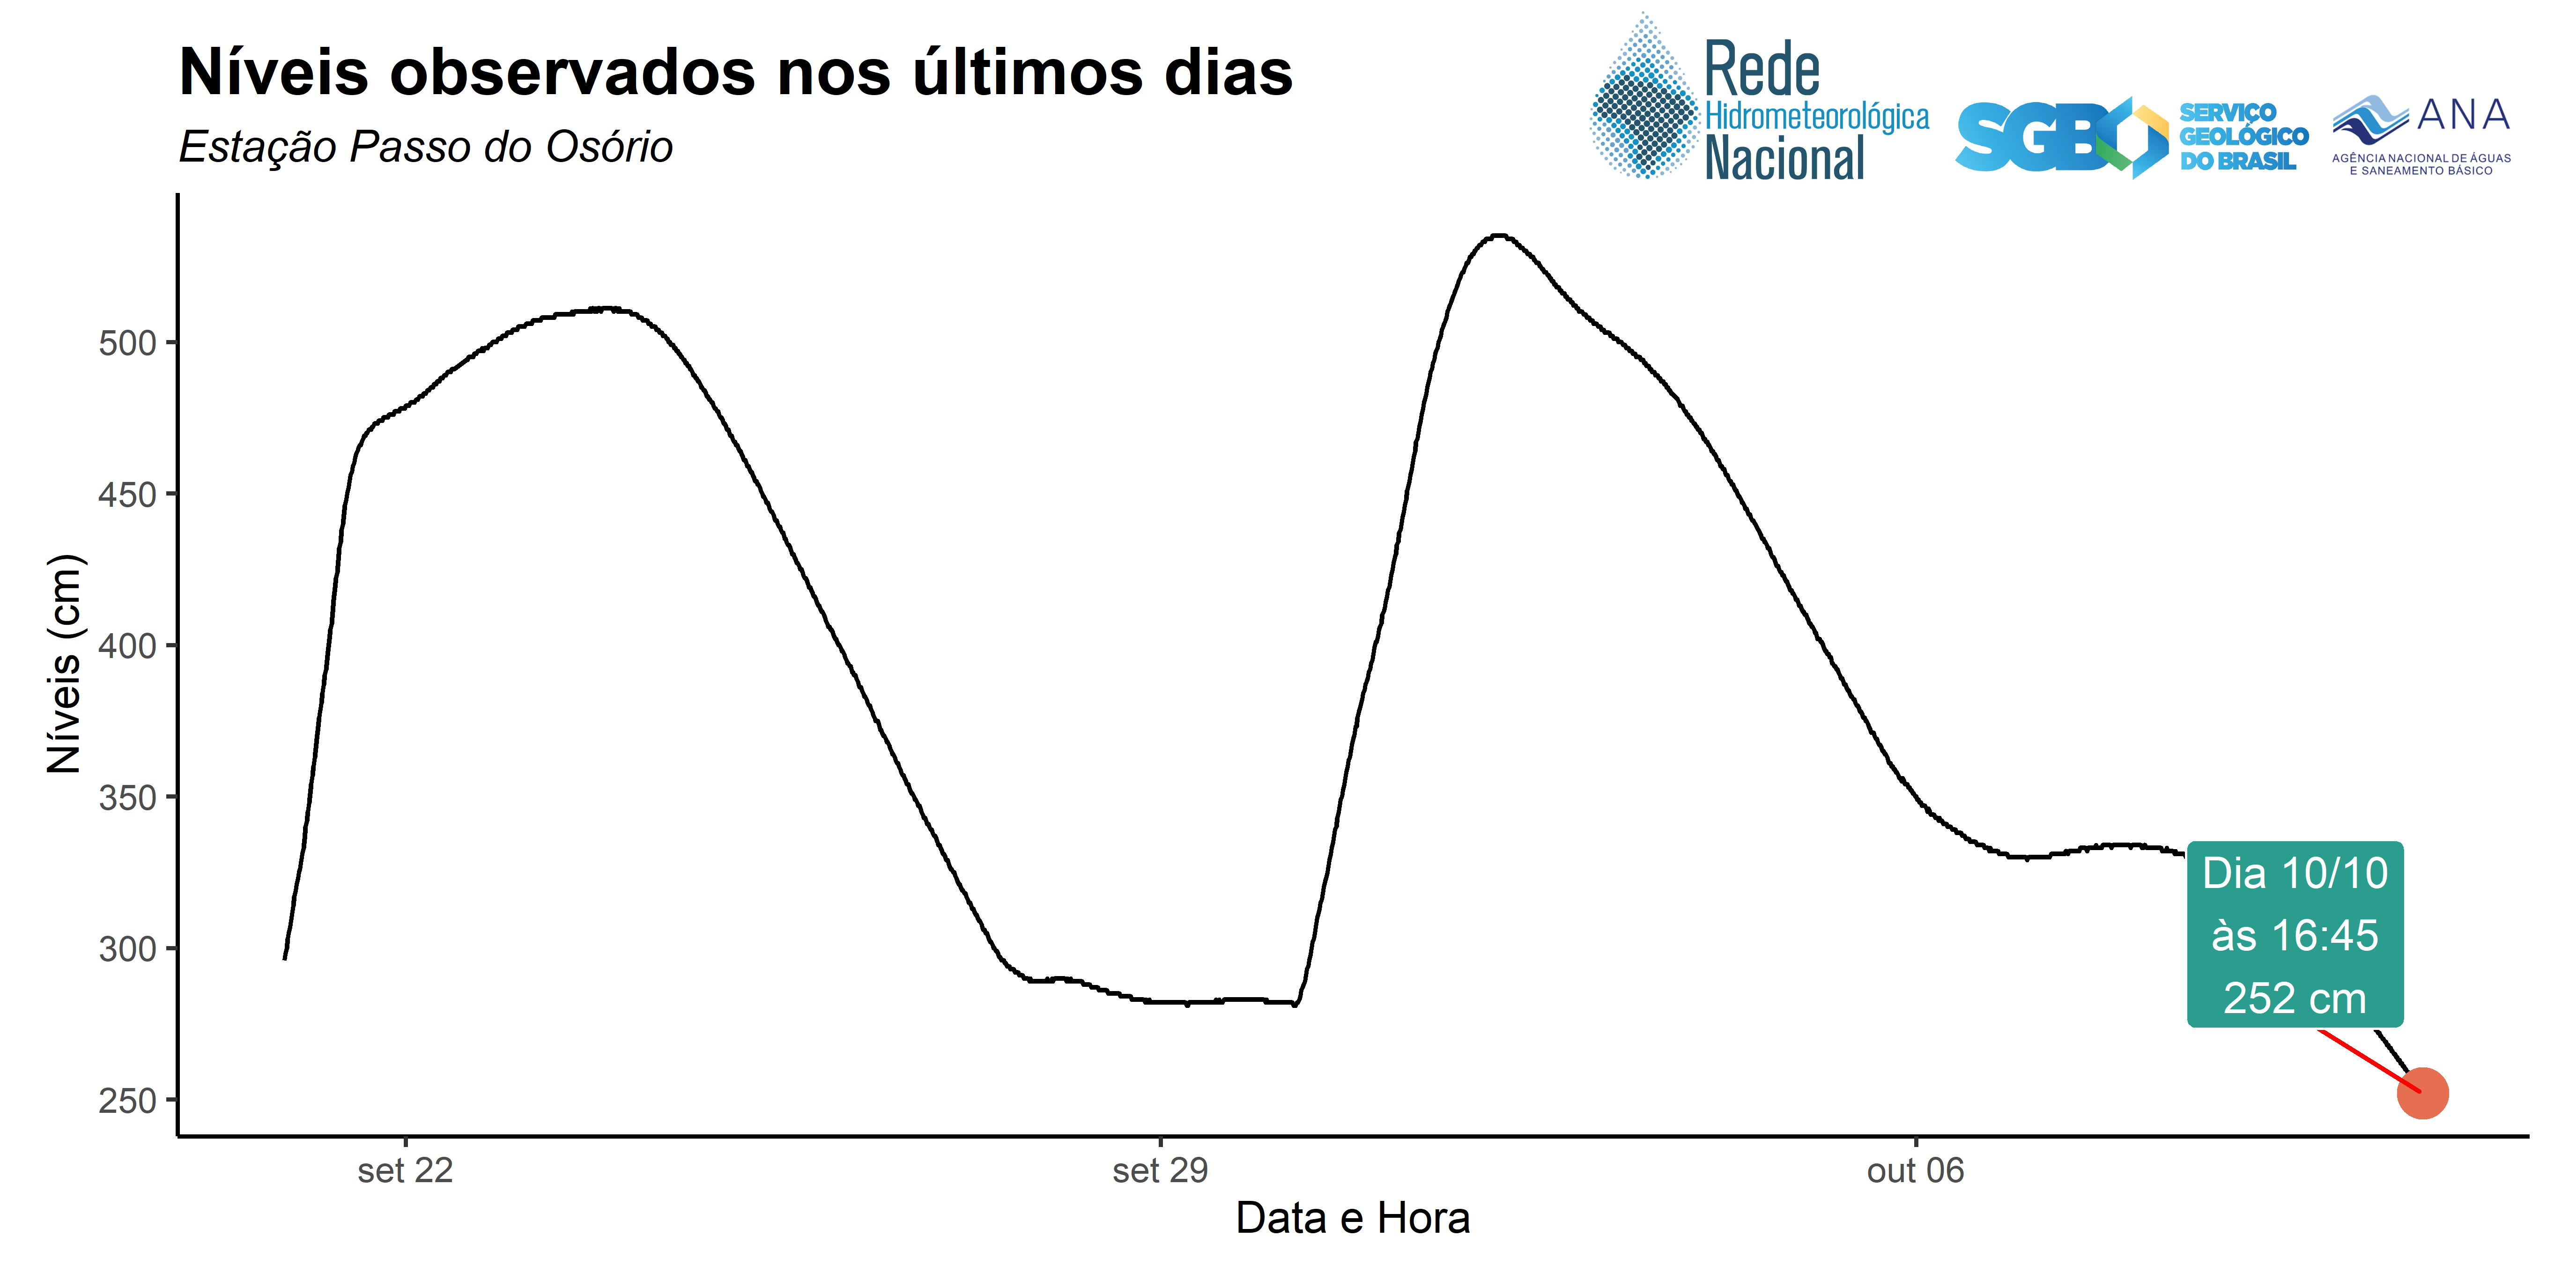 Níveis observados nos últimos dias
Estação Passo do Osório
Rede
Hidrometeorológica
Nacional
SGB
SERVIÇO
GEOLÓGICO
DO BRASIL
ANA
AGÊNCIA NACIONAL DE ÁGUAS
E SANEAMENTO BÁSICO
Níveis (cm)
500
450
400
350
300
250
Dia 10/10
às 16:45
252 cm
set 22
set 29
out 06
Data e Hora